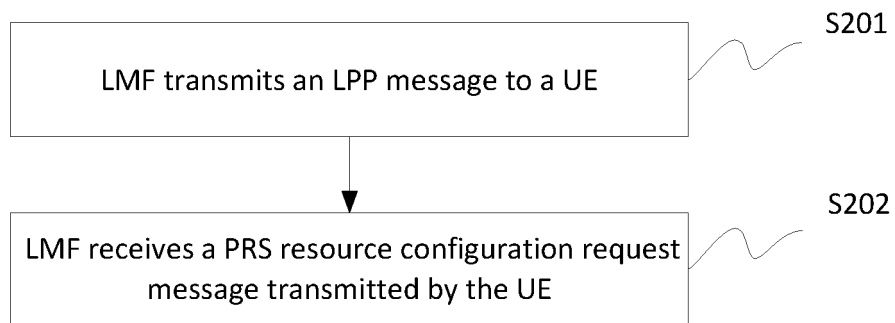 S201
LMF transmits an LPP message to a UE
S202
LMF receives a PRS resource configuration request
message transmitted by the UE